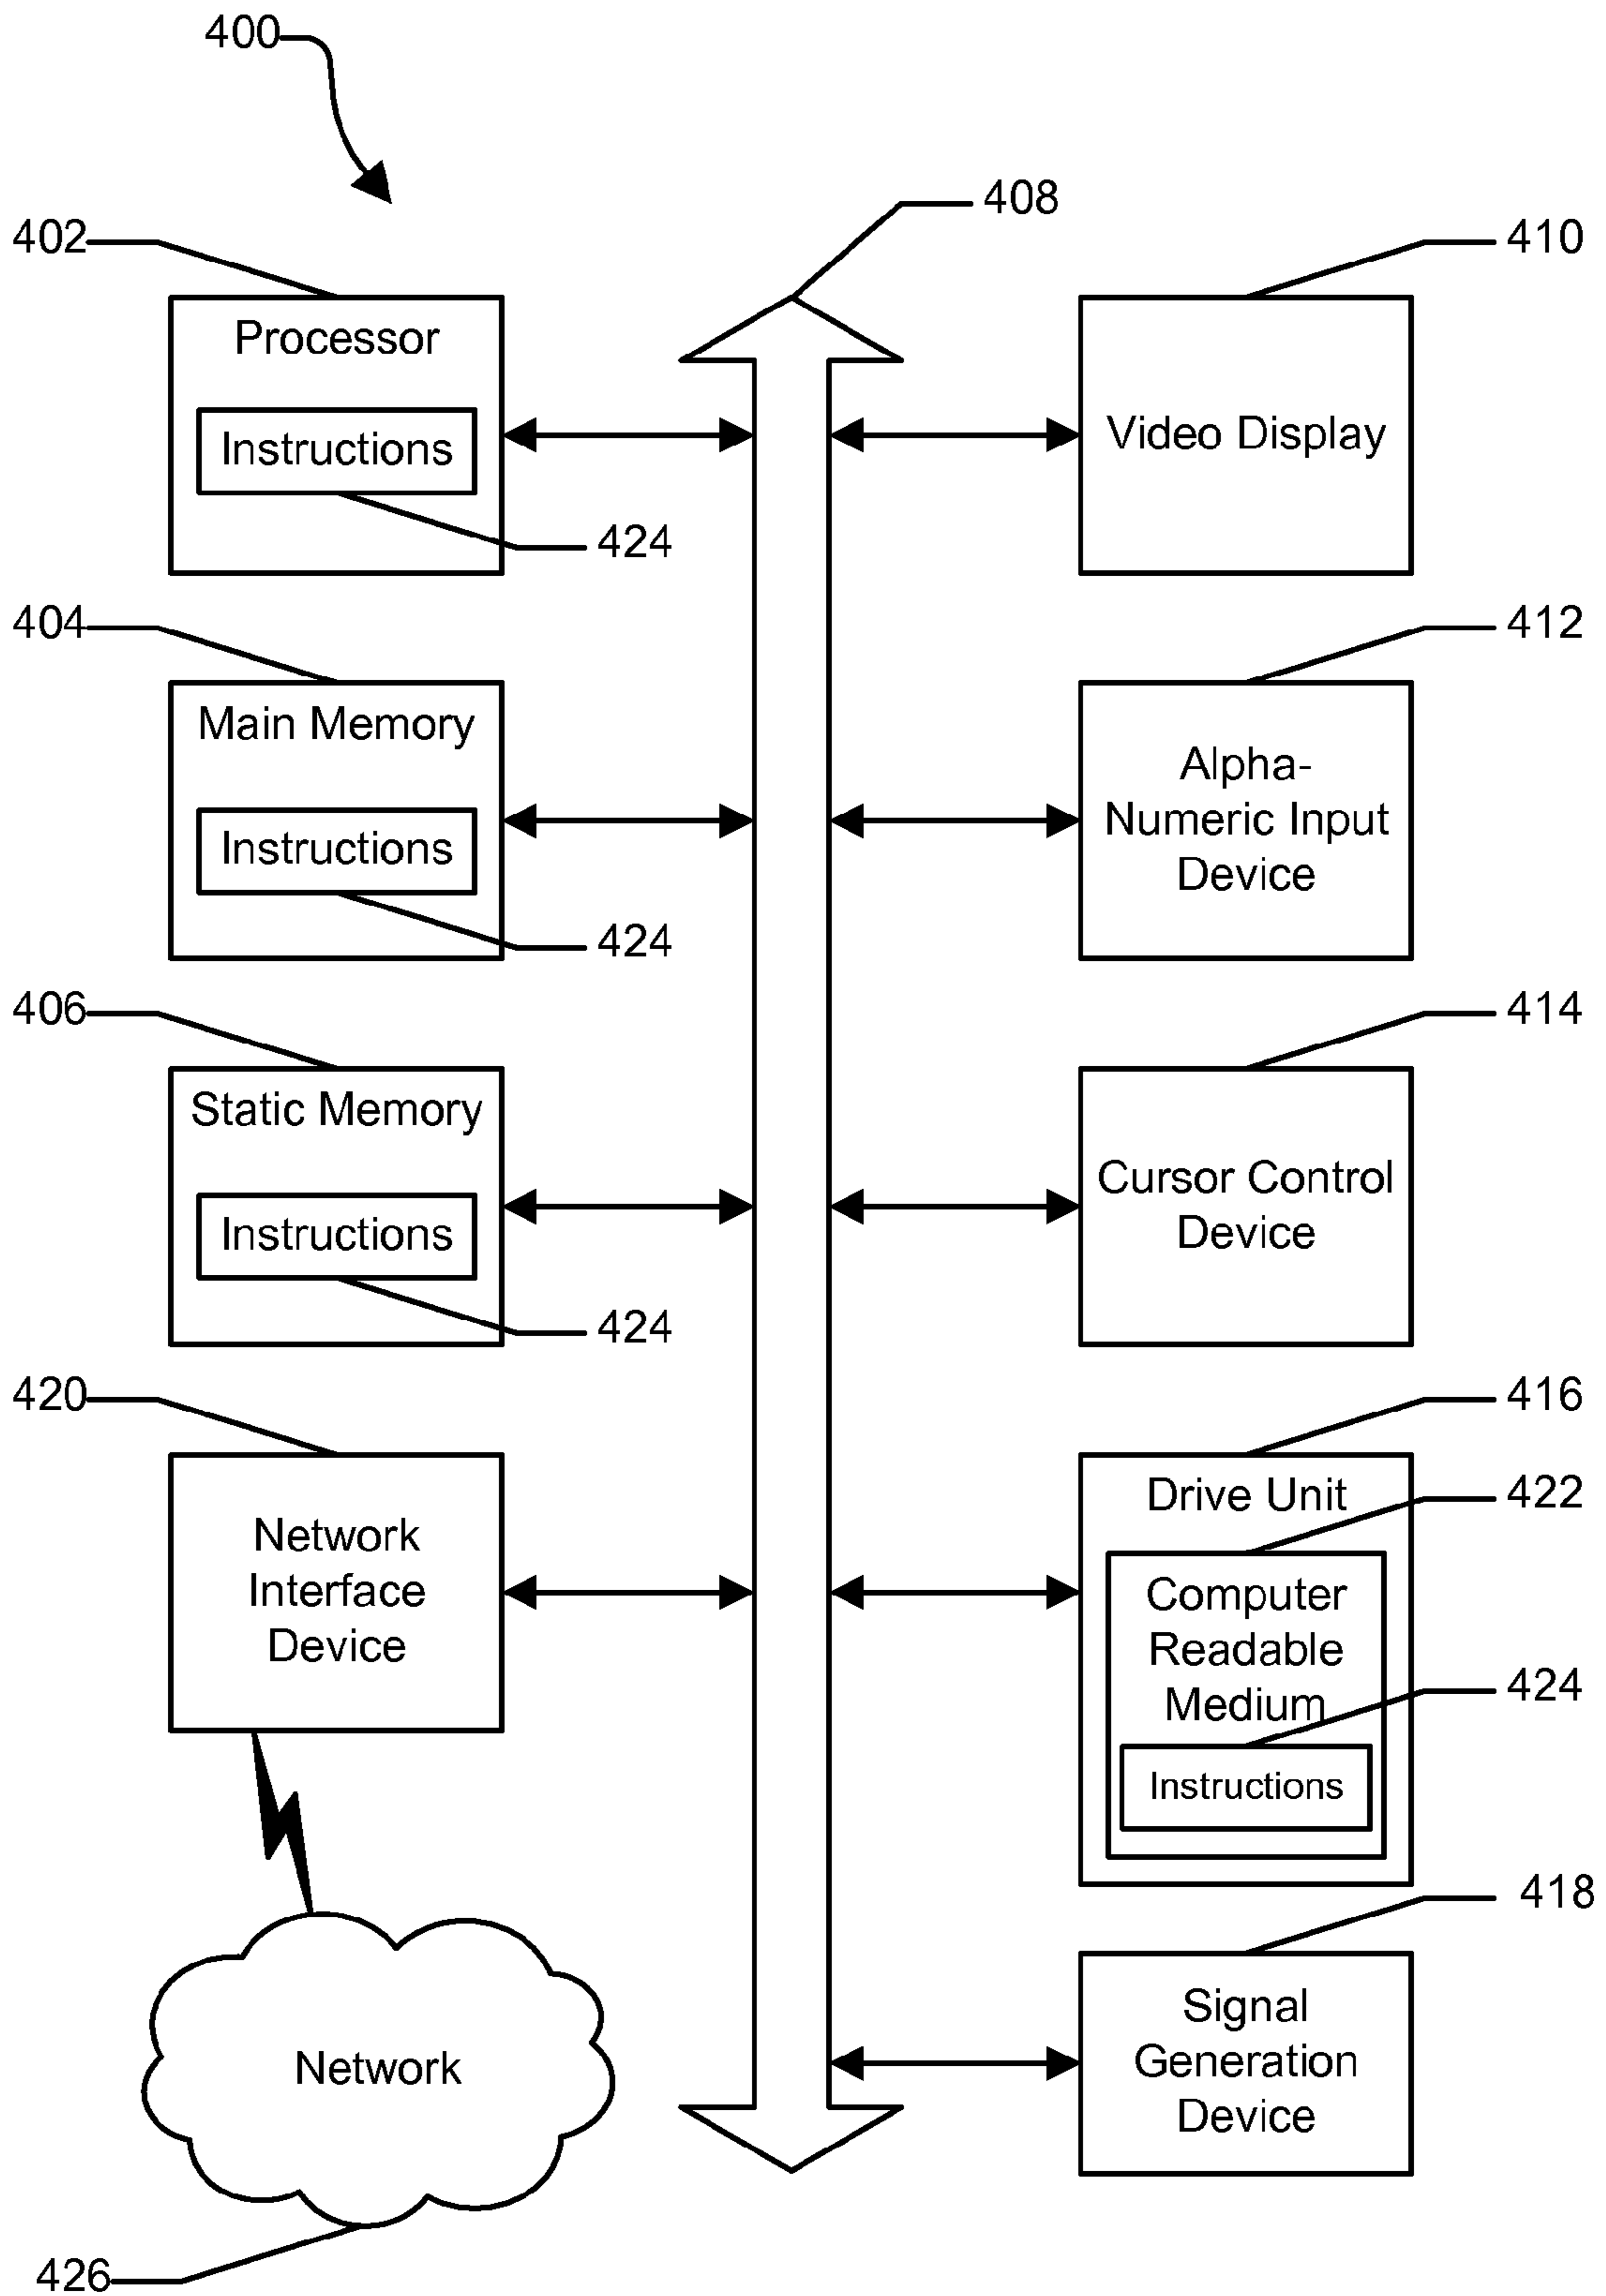 400
408
402
Processor
Instructions
424
410
Video Display
404
Main Memory
Instructions
424
412
Alpha-
Numeric Input
Device
406
Static Memory
Instructions
424
414
Cursor Control
Device
420
Network
Interface
Device
416
Drive Unit
422
Computer
Readable
Medium
424
Instructions
418
Signal
Generation
Device
Network
426